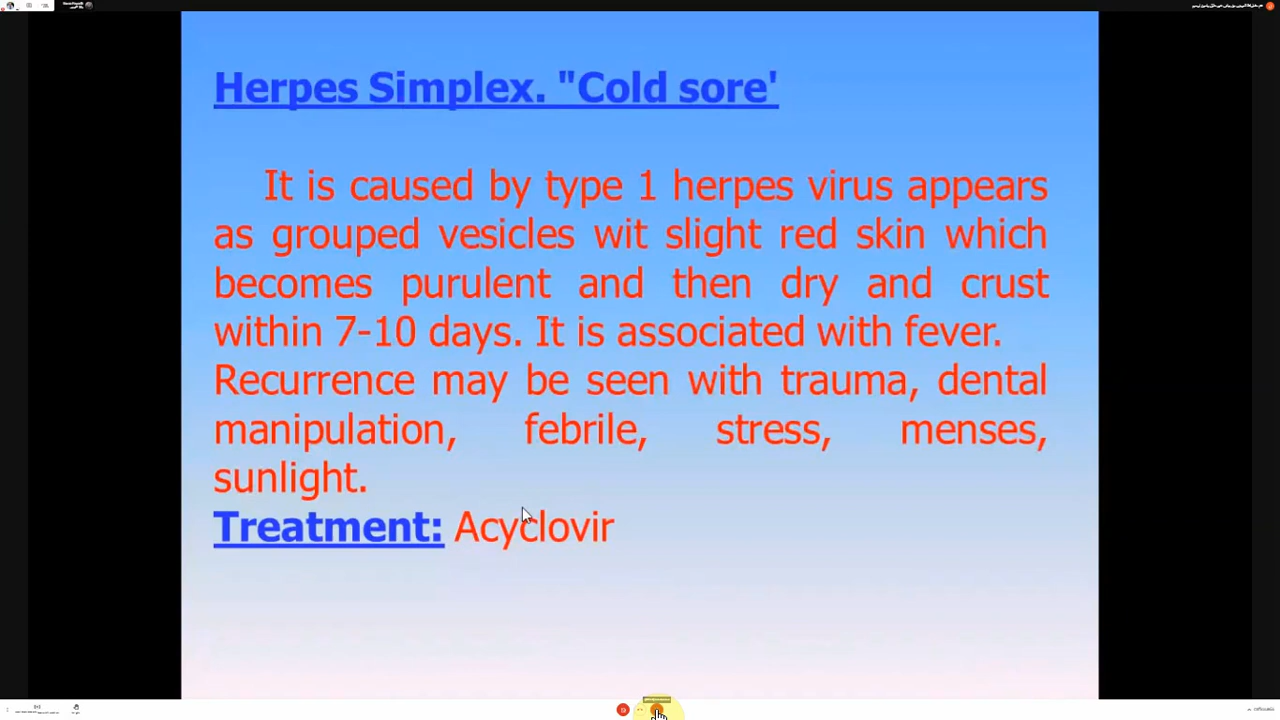 Herpes Simplex. "Cold sore'
It is caused by type 1 herpes virus appears
as grouped vesicles wit slight red skin which
becomes purulent and then dry and crust
within 7-10 days. It is associated with fever.
Recurrence may be seen with trauma, dental
manipulation, febrile, stress, menses,
sunlight.
Treatment: Acyclovir